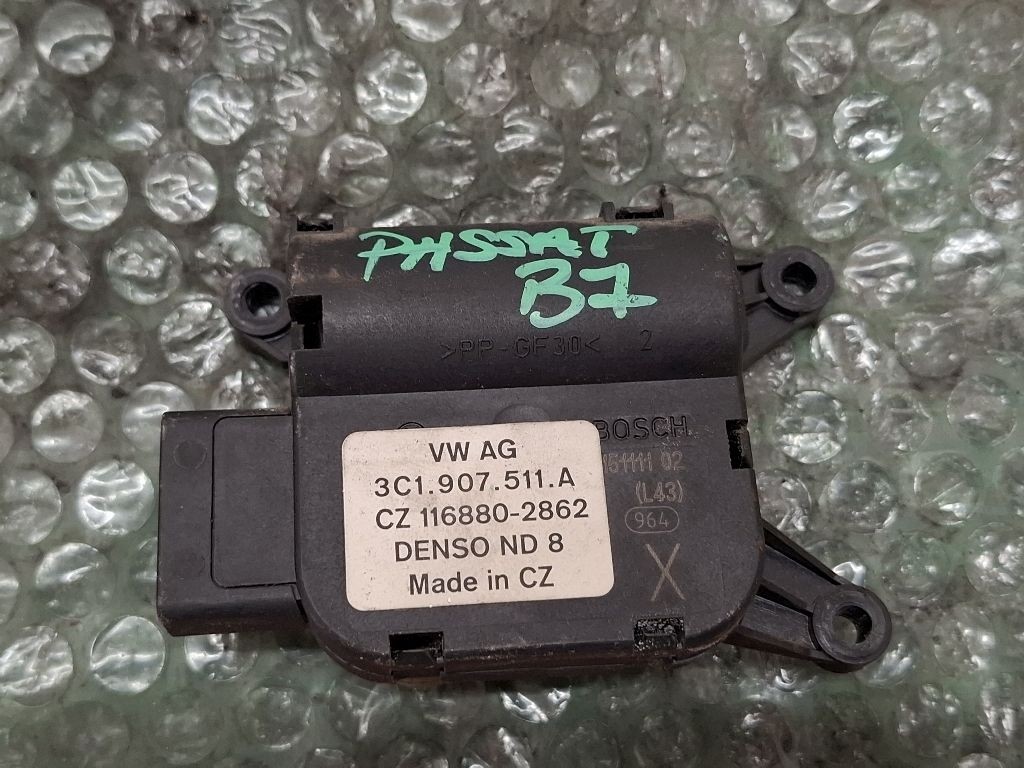 PASSAT
B7
>PP-GF30< 2
BOSCH
VW AG
3C1.907.511.A
CZ 116880-2862
DENSO ND 8
Made in CZ
02
(L43)
964
X